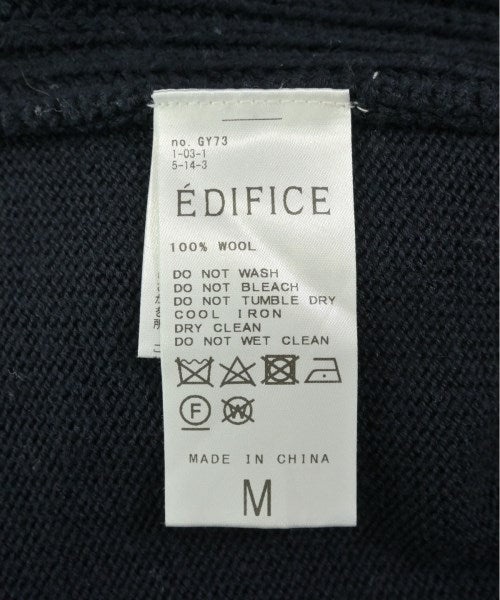 no. GY73
1-03-1
5-14-3
ÉDIFICE
100% WOOL
DO NOT WASH
DO NOT BLEACH
DO NOT TUMBLE DRY
COOL IRON
DRY CLEAN
DO NOT WET CLEAN
F
W
MADE IN CHINA
M